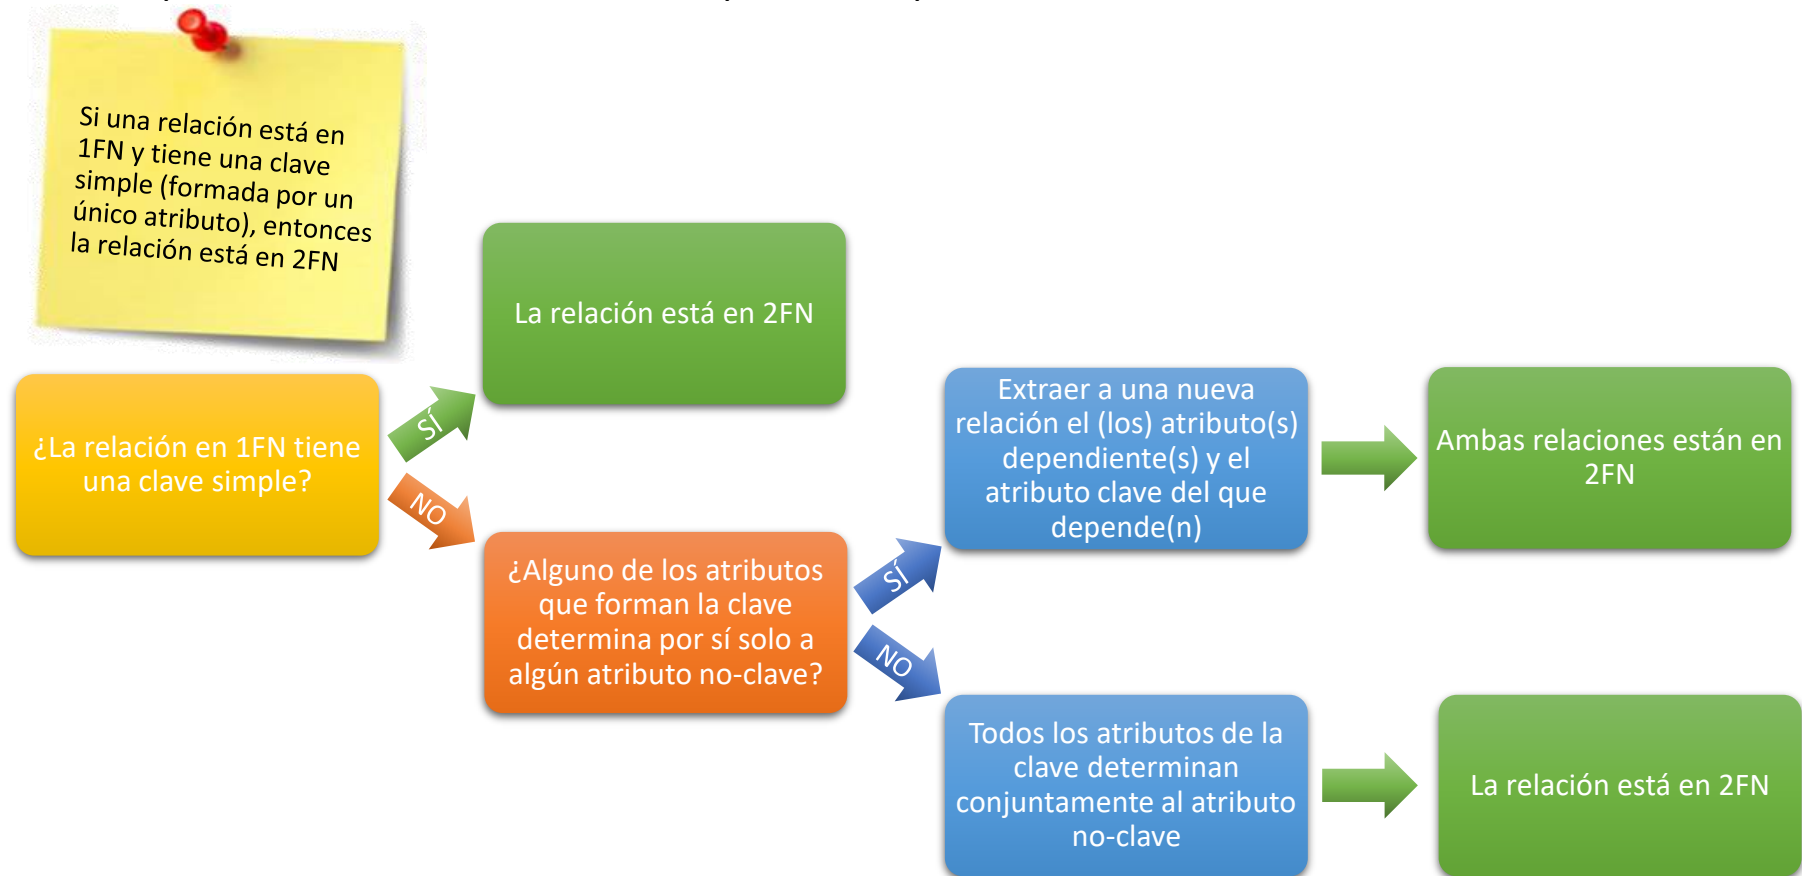 Si una relación está en
1FN y tiene una clave
simple (formada por un
único atributo), entonces
la relación está en 2FN
La relación está en 2FN
¿La relación en 1FN tiene
una clave simple?
SÍ
NO
¿Alguno de los atributos
que forman la clave
determina por sí solo a
algún atributo no-clave?
SÍ
NO
Extraer a una nueva
relación el (los) atributo(s)
dependiente(s) y el
atributo clave del que
depende(n)
Ambas relaciones están en
2FN
Todos los atributos de la
clave determinan
conjuntamente al atributo
no-clave
La relación está en 2FN